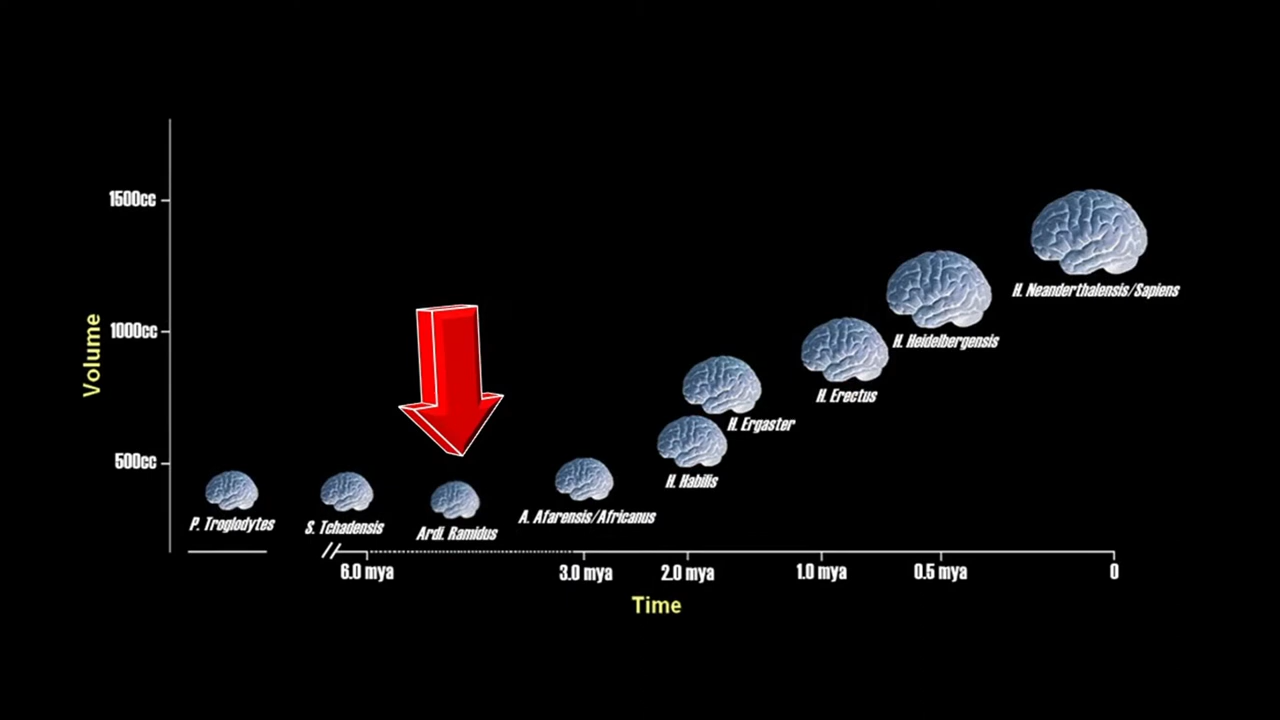 1500cc
1000cc
500cc
Volume
P. Troglodytes
S. Tchadensis
Ardi. Ramidus
A. Afarensis/Africanus
H. Habilis
H. Ergaster
H. Erectus
H. Heidelbergensis
H. Neanderthalensis/Sapiens
6.0 mya
3.0 mya
2.0 mya
1.0 mya
0.5 mya
0
Time